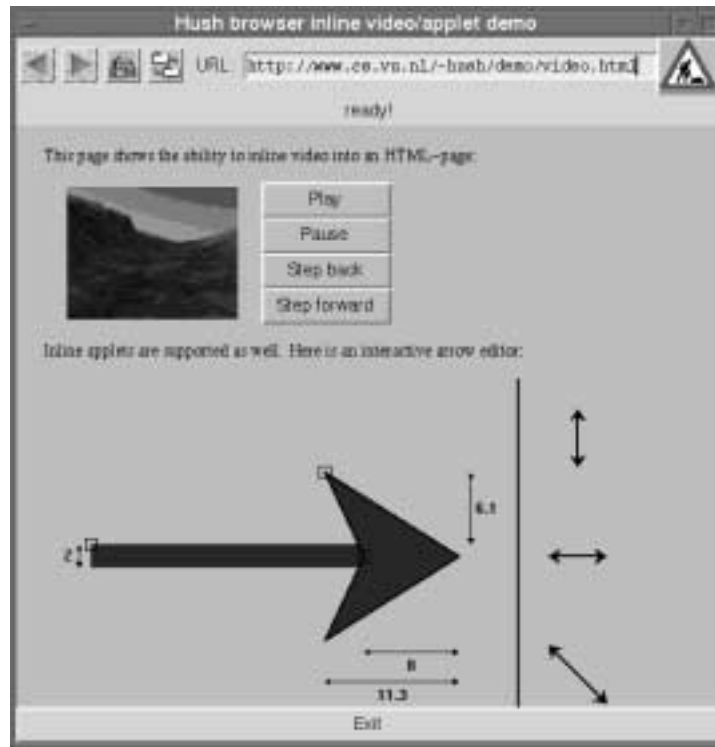 Hush browser inline video/applet demo
URL: http://www.cs.vu.nl/~hush/demo/video.html
ready!
This page shows the ability to inline video into an HTML-page:
Play
Pause
Step back
Step forward
Inline applets are supported as well. Here is an interactive arrow editor:
6.1
2
8
11.3
Exit